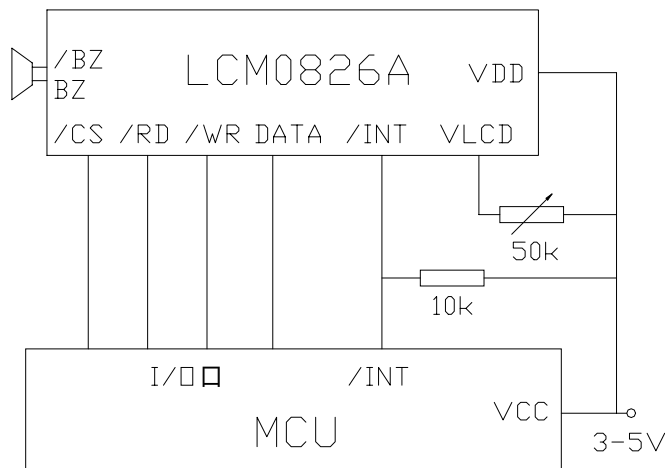 /BZ
BZ
LCM0826A
VDD
/CS /RD /WR DATA /INT VLCD
50k
10k
I/O口
/INT
VCC
MCU
3-5V